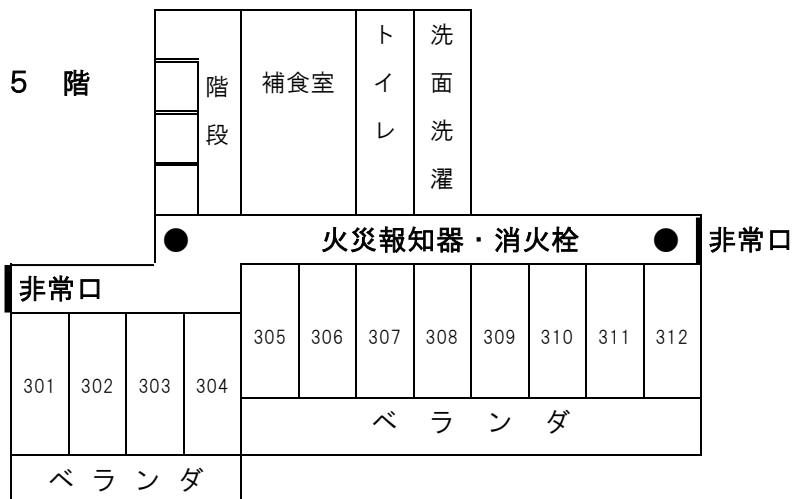 5 階
階段
補食室
トイレ
洗面洗濯
● 火災報知器・消火栓 ●
非常口
非常口
301 302 303 304
305 306 307 308 309 310 311 312
ベランダ
ベランダ